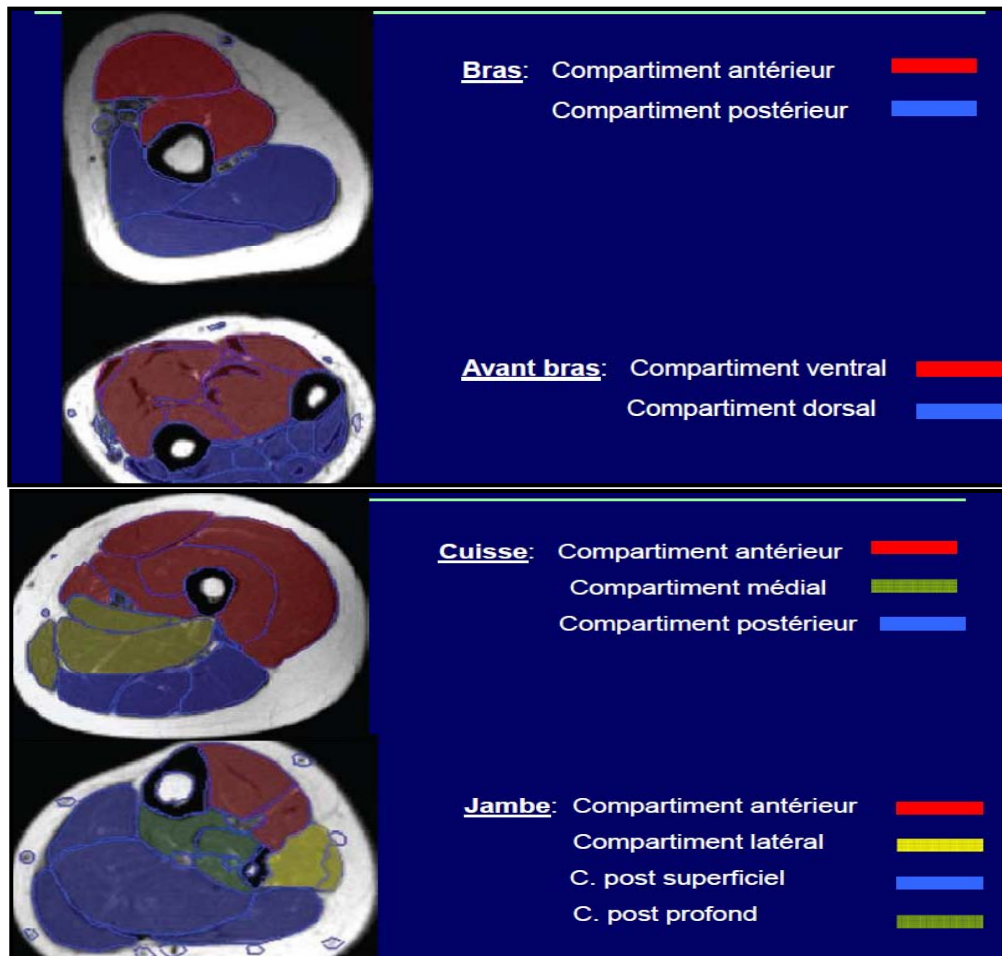 Bras: Compartiment antérieur
Compartiment postérieur
Avant bras: Compartiment ventral
Compartiment dorsal
Cuisse: Compartiment antérieur
Compartiment médial
Compartiment postérieur
Jambe: Compartiment antérieur
Compartiment latéral
C. post superficiel
C. post profond